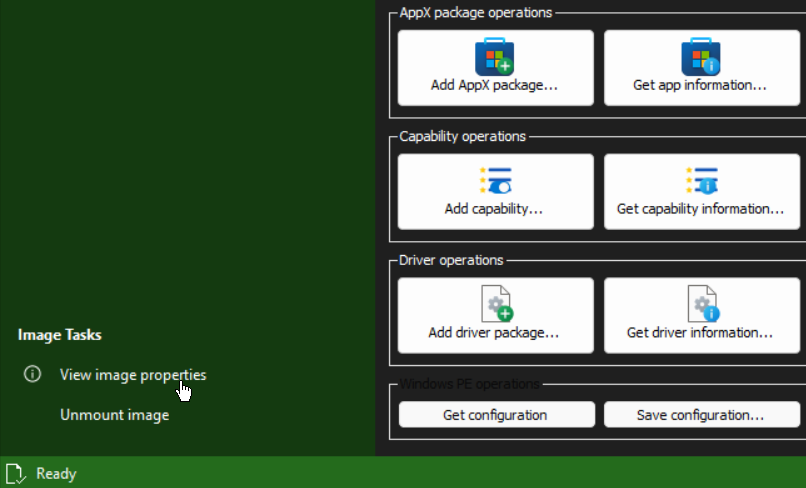 AppX package operations
Add AppX package...
Get app information...
Capability operations
Add capability...
Get capability information...
Driver operations
Add driver package...
Get driver information...
Windows PE operations
Get configuration
Save configuration...
Image Tasks
View image properties
Unmount image
Ready